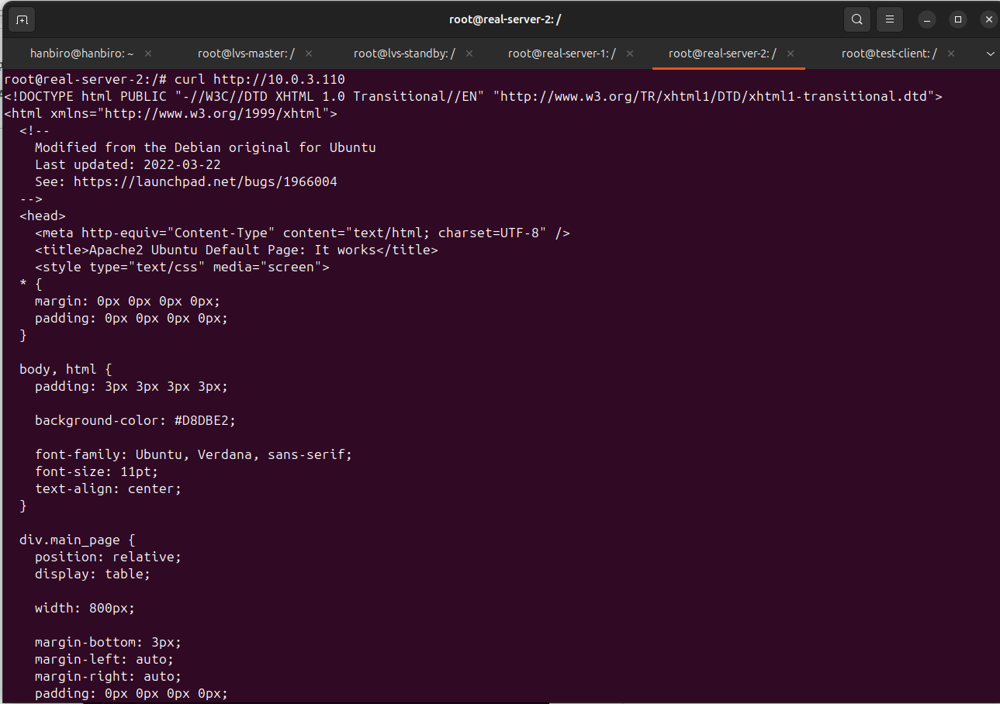 root@real-server-2: /
hanbiro@hanbiro: ~
root@lvs-master: /
root@lvs-standby: /
root@real-server-1: /
root@real-server-2: /
root@test-client: /
root@real-server-2:/# curl http://10.0.3.110
<!DOCTYPE html PUBLIC "-//W3C//DTD XHTML 1.0 Transitional//EN" "http://www.w3.org/TR/xhtml1/DTD/xhtml1-transitional.dtd">
<html xmlns="http://www.w3.org/1999/xhtml">
  <!--
    Modified from the Debian original for Ubuntu
    Last updated: 2022-03-22
    See: https://launchpad.net/bugs/1966004
  -->
  <head>
    <meta http-equiv="Content-Type" content="text/html; charset=UTF-8" />
    <title>Apache2 Ubuntu Default Page: It works</title>
    <style type="text/css" media="screen">
  * {
    margin: 0px 0px 0px 0px;
    padding: 0px 0px 0px 0px;
  }

  body, html {
    padding: 3px 3px 3px 3px;

    background-color: #D8DBE2;

    font-family: Ubuntu, Verdana, sans-serif;
    font-size: 11pt;
    text-align: center;
  }

  div.main_page {
    position: relative;
    display: table;

    width: 800px;

    margin-bottom: 3px;
    margin-left: auto;
    margin-right: auto;
    padding: 0px 0px 0px 0px;